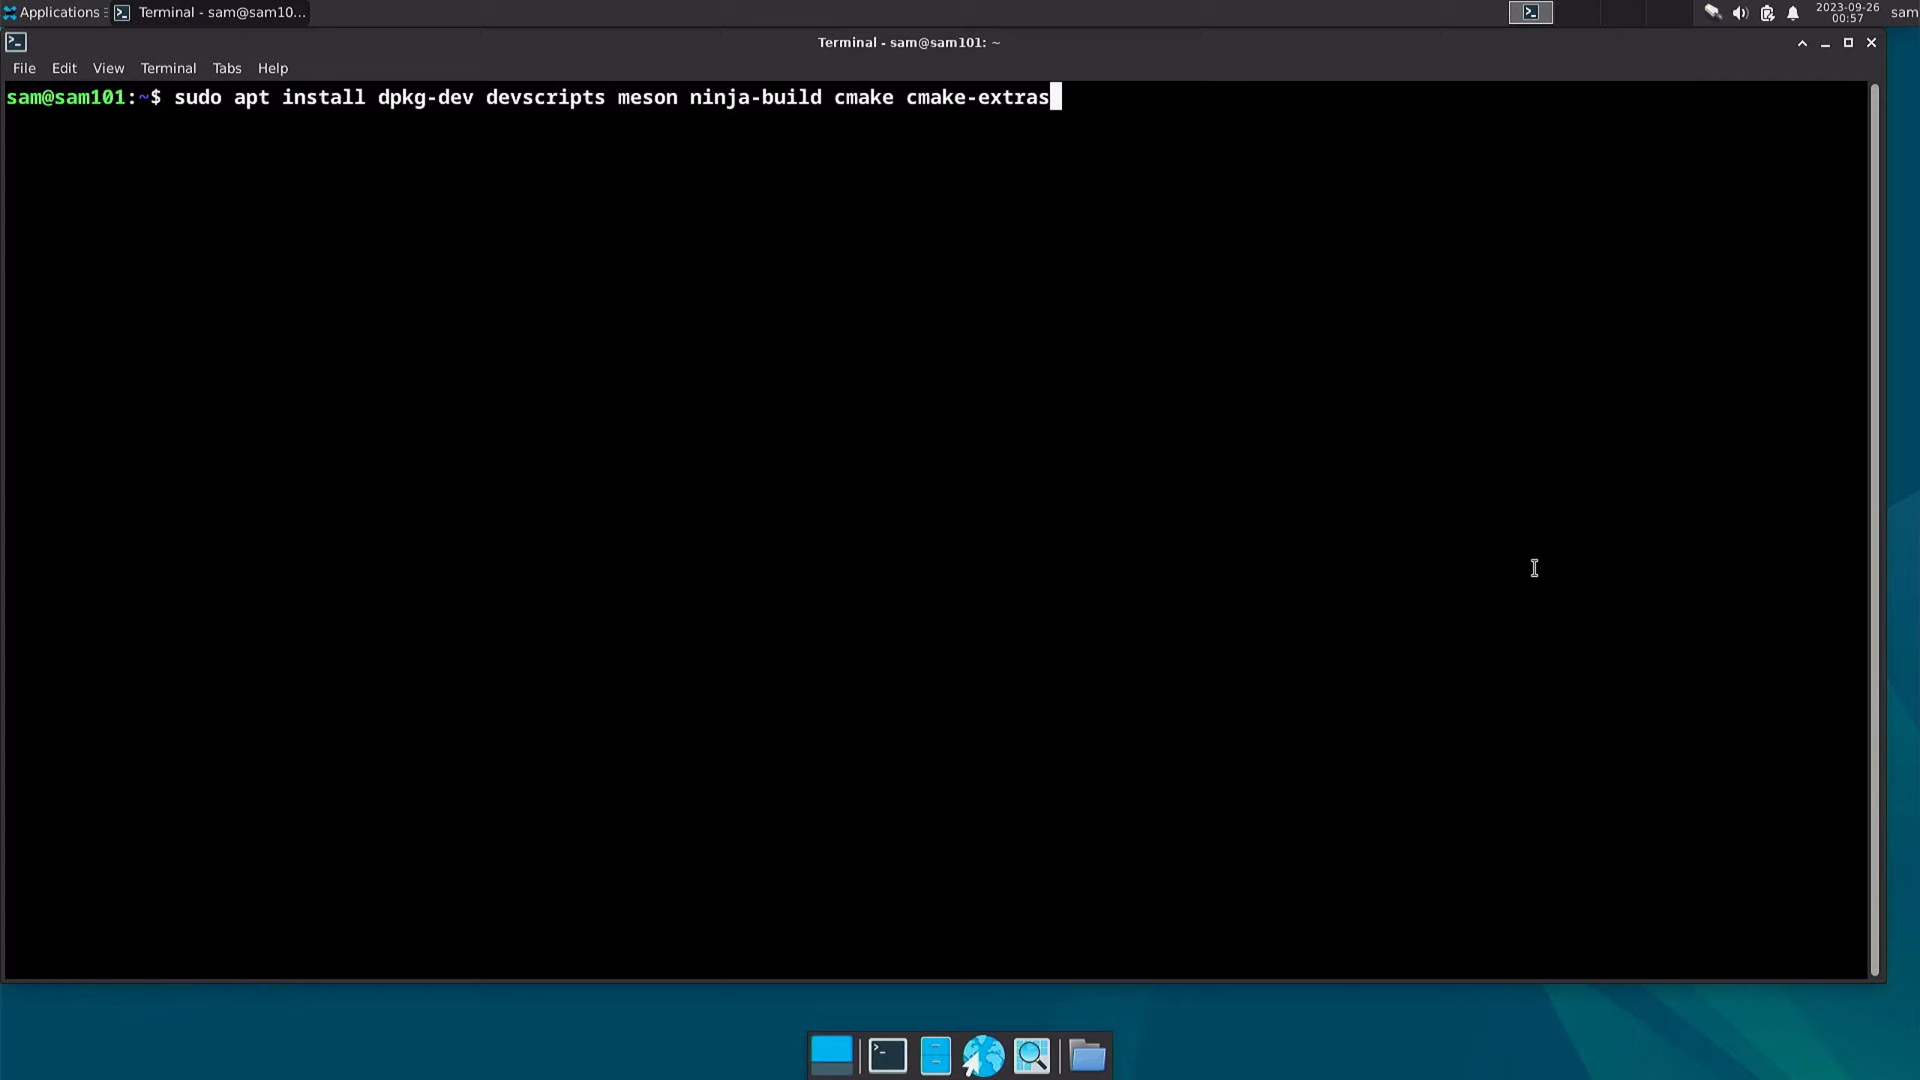 Applications Terminal - sam@sam10... 2023-09-26 sam
00:57
Terminal - sam@sam101: ~
File Edit View Terminal Tabs Help
sam@sam101:~$ sudo apt install dpkg-dev devscripts meson ninja-build cmake cmake-extras